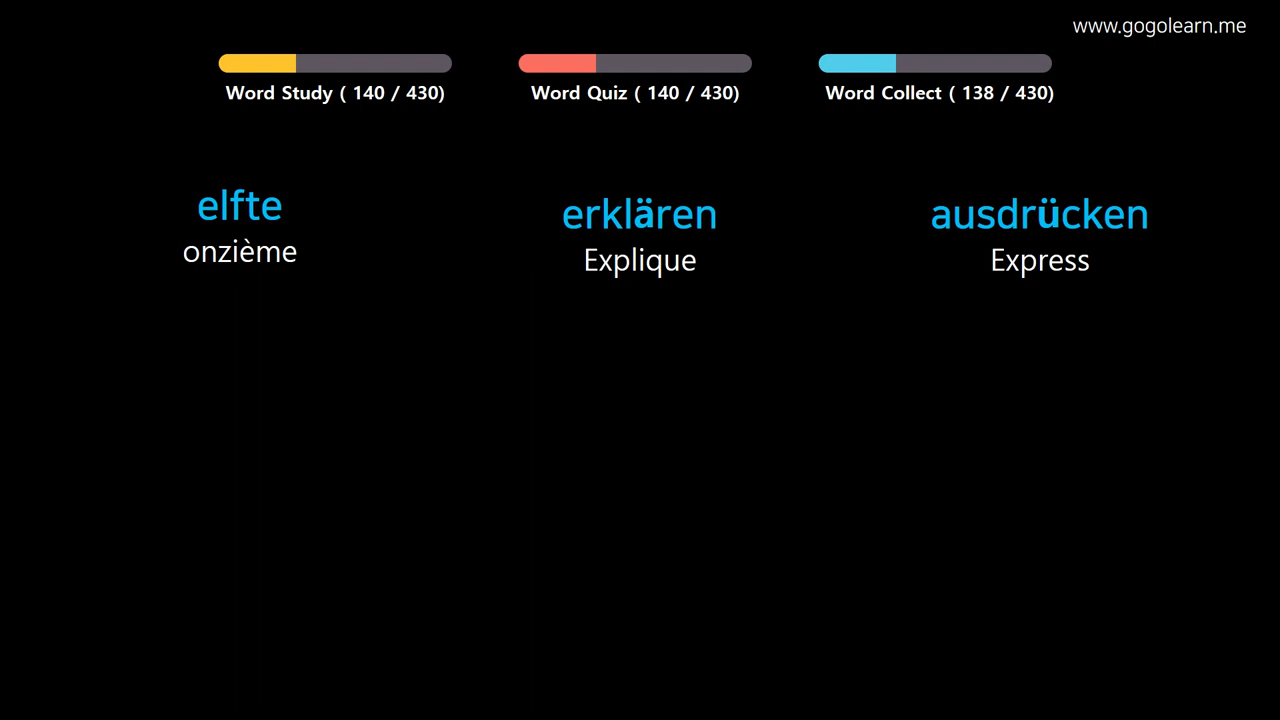 www.gogolearn.me
Word Study ( 140 / 430)
Word Quiz ( 140 / 430)
Word Collect ( 138 / 430)
elfte
onzième
erklären
Explique
ausdrücken
Express